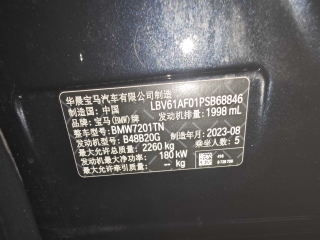 华晨宝马汽车有限公司制造
制造国：中国 LBV61AF01PSB68846
品牌：宝马(BMW)牌 发动机排量：1998 mL
整车型号：BMW7201TN
发动机型号：B48B20G 制造年月：2023-08
最大允许总质量：2260 kg 乘坐人数：5
发动机最大净功率：180 kW
最大允许牵引质量：-- kg